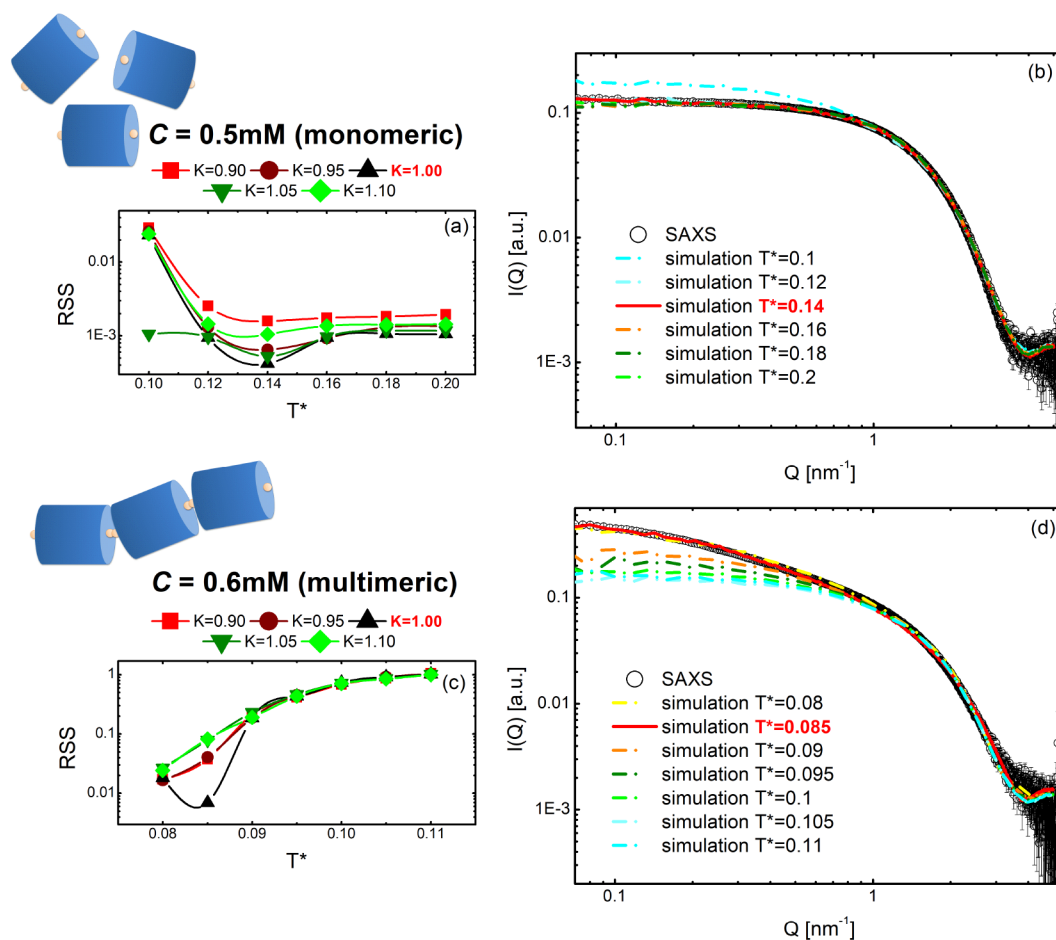 C = 0.5mM (monomeric)
K=0.90 K=0.95 K=1.00
K=1.05 K=1.10
(a)
RSS
0.01
1E-3
0.10 0.12 0.14 0.16 0.18 0.20
T*
(b)
I(Q) [a.u.]
0.1
0.01
1E-3
SAXS
simulation T*=0.1
simulation T*=0.12
simulation T*=0.14
simulation T*=0.16
simulation T*=0.18
simulation T*=0.2
0.1 1
Q [nm-1]
C = 0.6mM (multimeric)
K=0.90 K=0.95 K=1.00
K=1.05 K=1.10
(c)
RSS
1
0.1
0.01
0.08 0.09 0.10 0.11
T*
(d)
I(Q) [a.u.]
0.1
0.01
1E-3
SAXS
simulation T*=0.08
simulation T*=0.085
simulation T*=0.09
simulation T*=0.095
simulation T*=0.1
simulation T*=0.105
simulation T*=0.11
0.1 1
Q [nm-1]